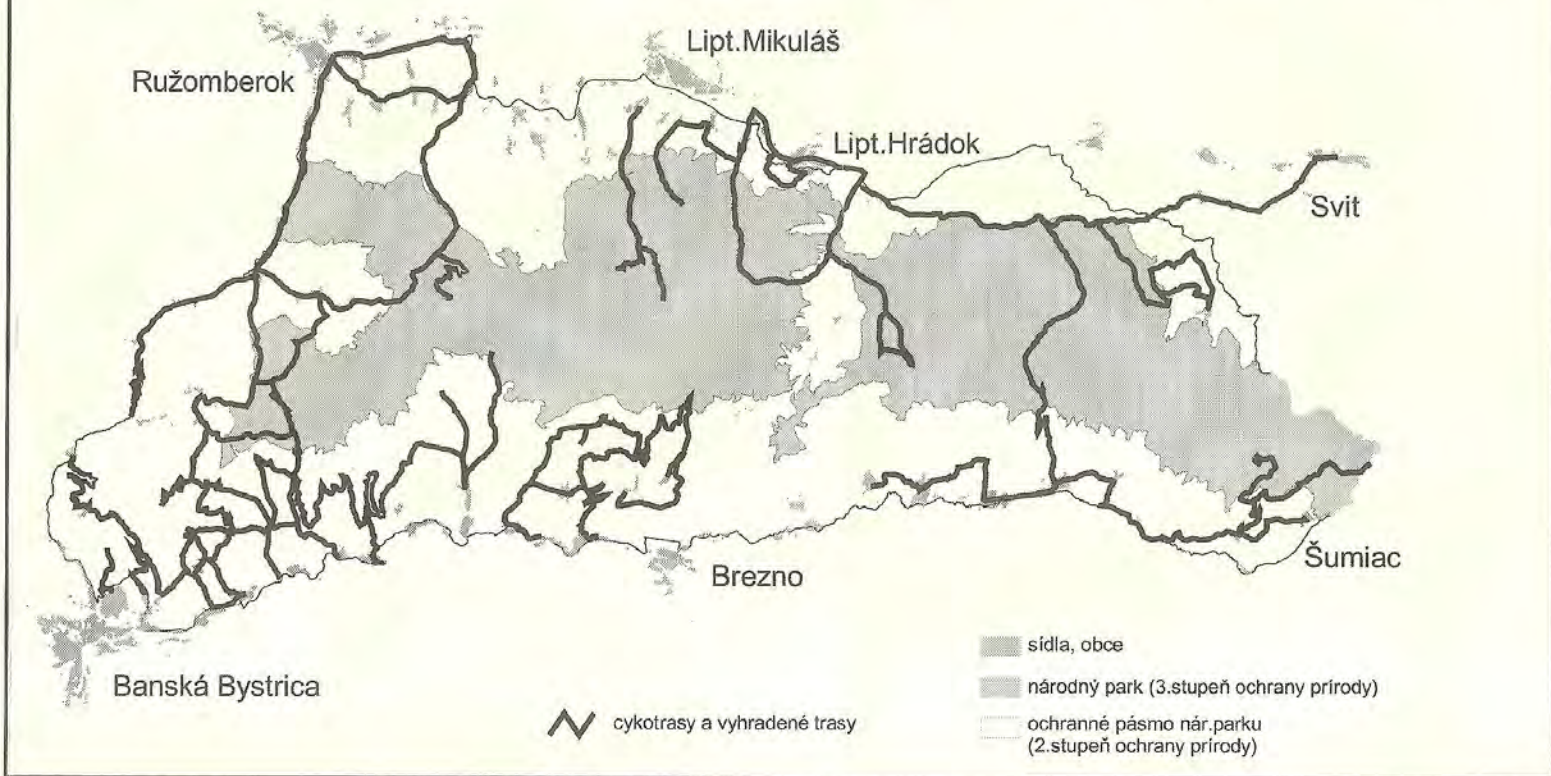 Lipt.Mikuláš
Ružomberok
Lipt.Hrádok
Svit
Šumiac
Brezno
Banská Bystrica
sídla, obce
národný park (3.stupeň ochrany prírody)
cykotrasy a vyhradené trasy
ochranné pásmo nár.parku
(2.stupeň ochrany prírody)